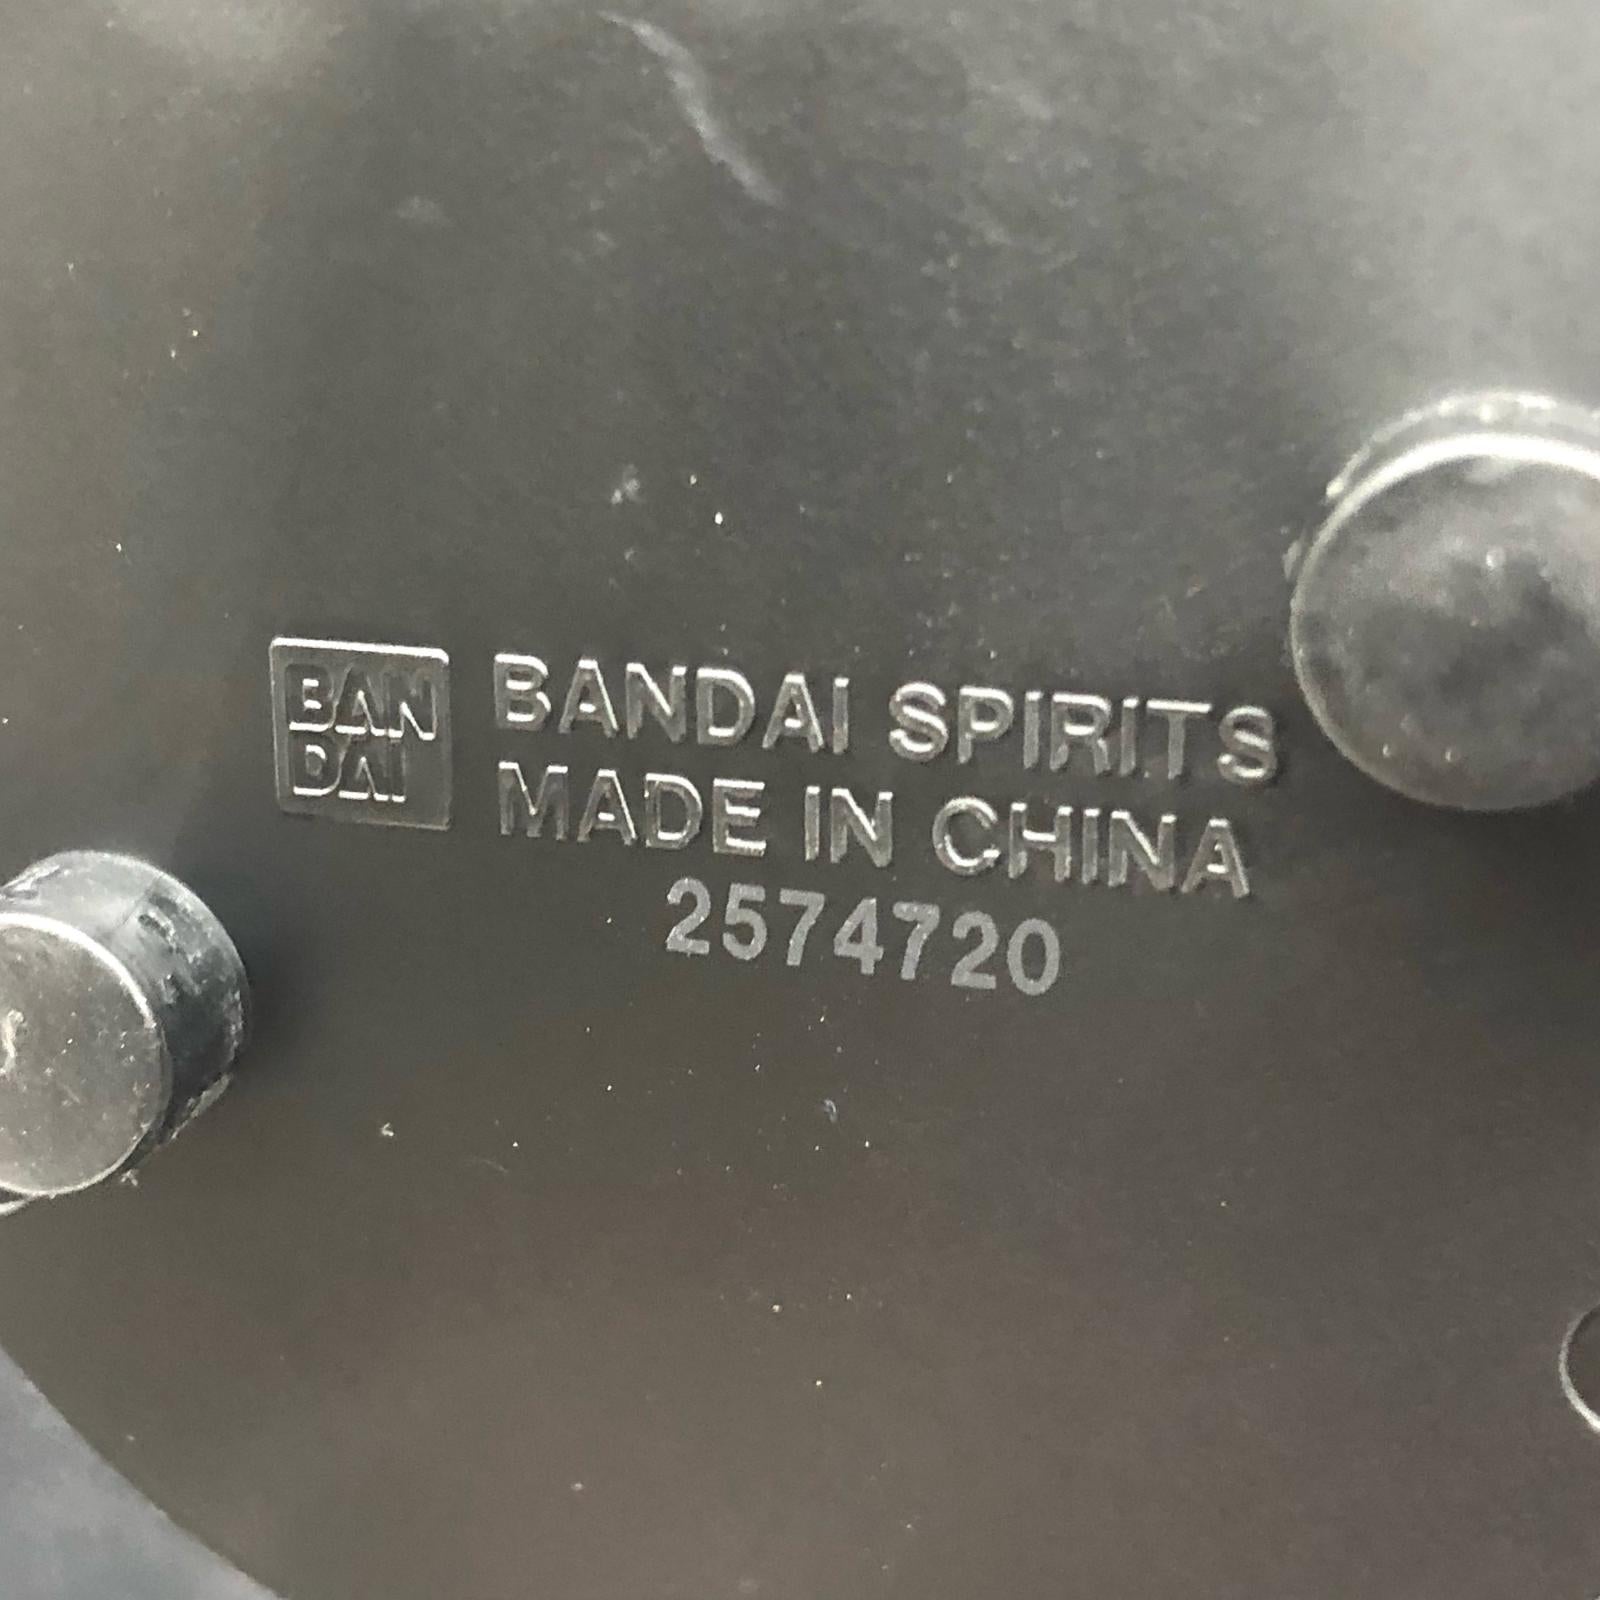 BAN
DAI
BANDAI SPIRITS
MADE IN CHINA
2574720